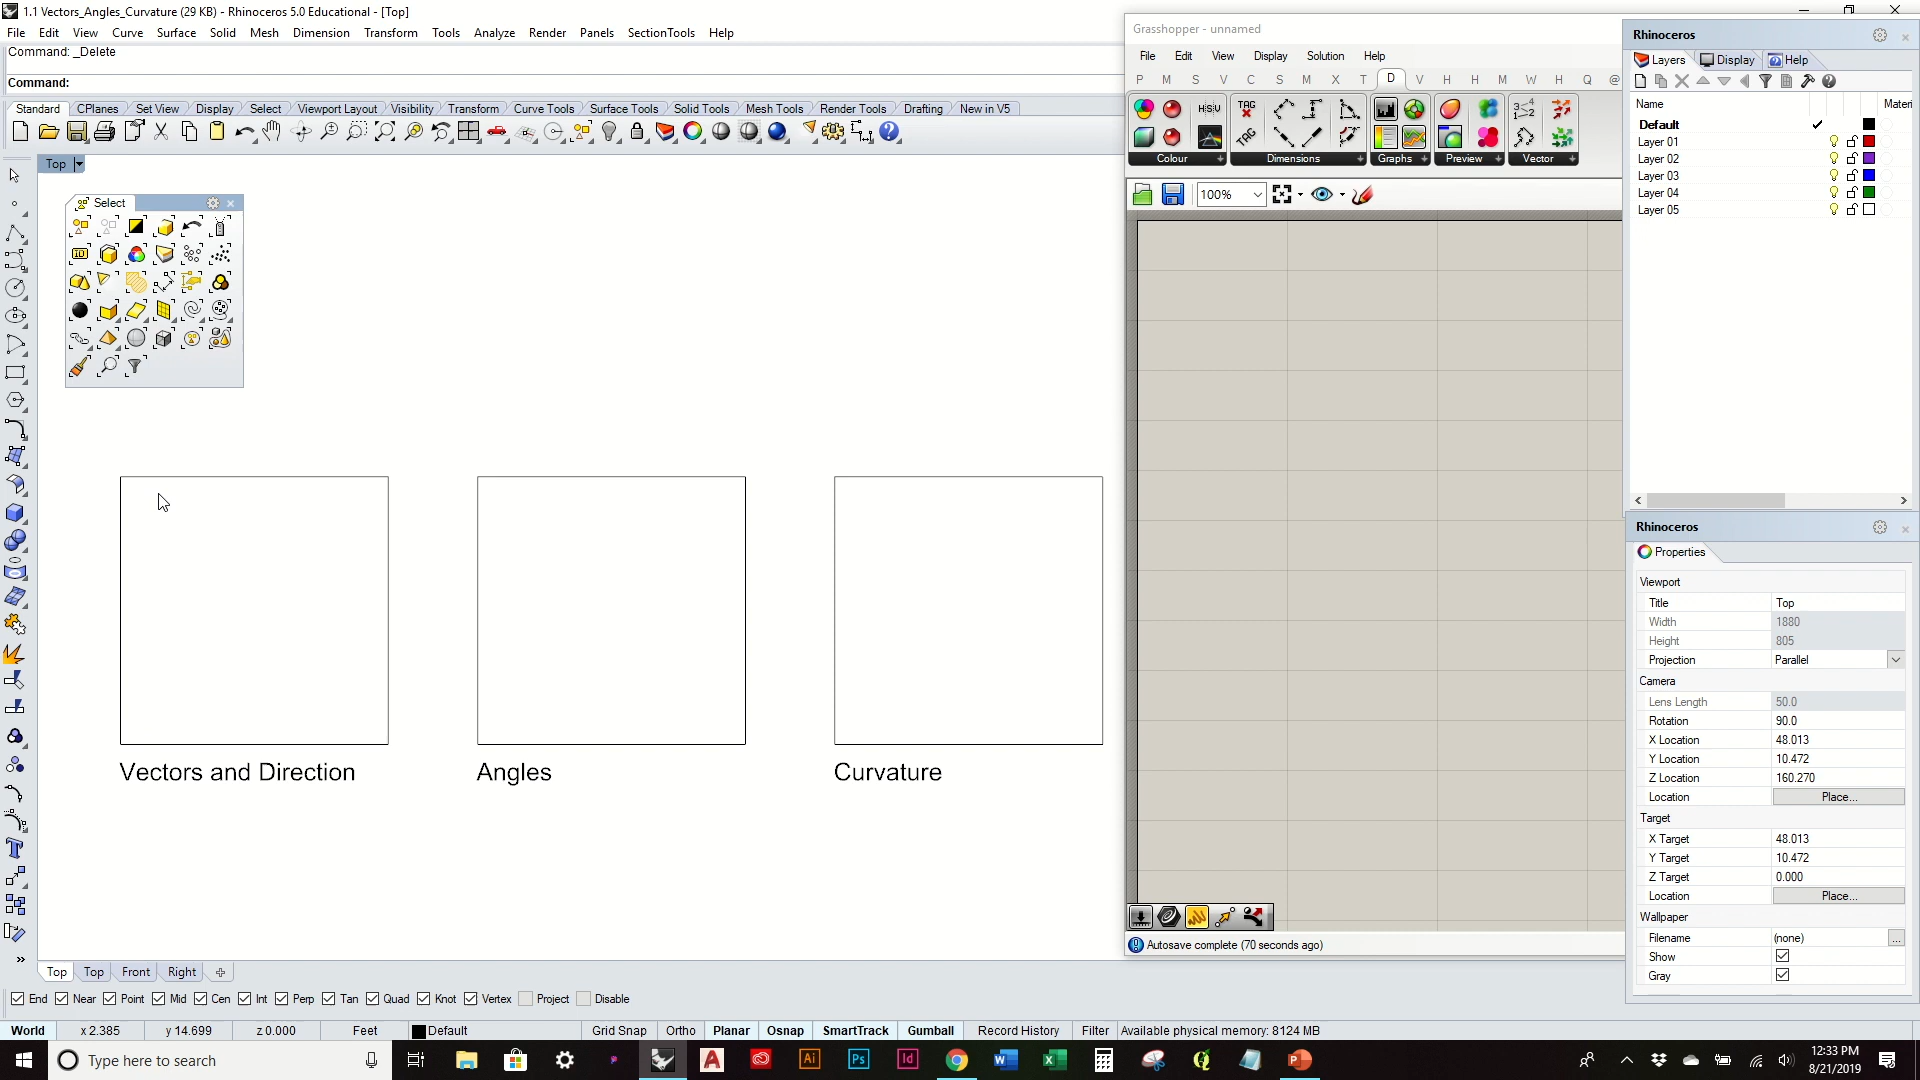 1.1 Vectors_Angles_Curvature (29 KB) - Rhinoceros 5.0 Educational - [Top]
File Edit View Curve Surface Solid Mesh Dimension Transform Tools Analyze Render Panels SectionTools Help
Command: _Delete
Command:
Standard CPlanes Set View Display Select Viewport Layout Visibility Transform Curve Tools Surface Tools Solid Tools Mesh Tools Render Tools Drafting New in V5
Top
Select
Vectors and Direction
Angles
Curvature
Grasshopper - unnamed
File Edit View Display Solution Help
P M S V C S M X T D V H H M W H Q @
Colour Dimensions Graphs Preview Vector
100%
Autosave complete (70 seconds ago)
Rhinoceros
Layers Display Help
Name Materi
Default
Layer 01
Layer 02
Layer 03
Layer 04
Layer 05
Rhinoceros
Properties
Viewport
Title Top
Width 1880
Height 805
Projection Parallel
Camera
Lens Length 50.0
Rotation 90.0
X Location 48.013
Y Location 10.472
Z Location 160.270
Location Place...
Target
X Target 48.013
Y Target 10.472
Z Target 0.000
Location Place...
Wallpaper
Filename (none) ...
Show
Gray
Top Top Front Right
End Near Point Mid Cen Int Perp Tan Quad Knot Vertex Project Disable
World x 2.385 y 14.699 z 0.000 Feet Default Grid Snap Ortho Planar Osnap SmartTrack Gumball Record History Filter Available physical memory: 8124 MB
Type here to search
12:33 PM
8/21/2019